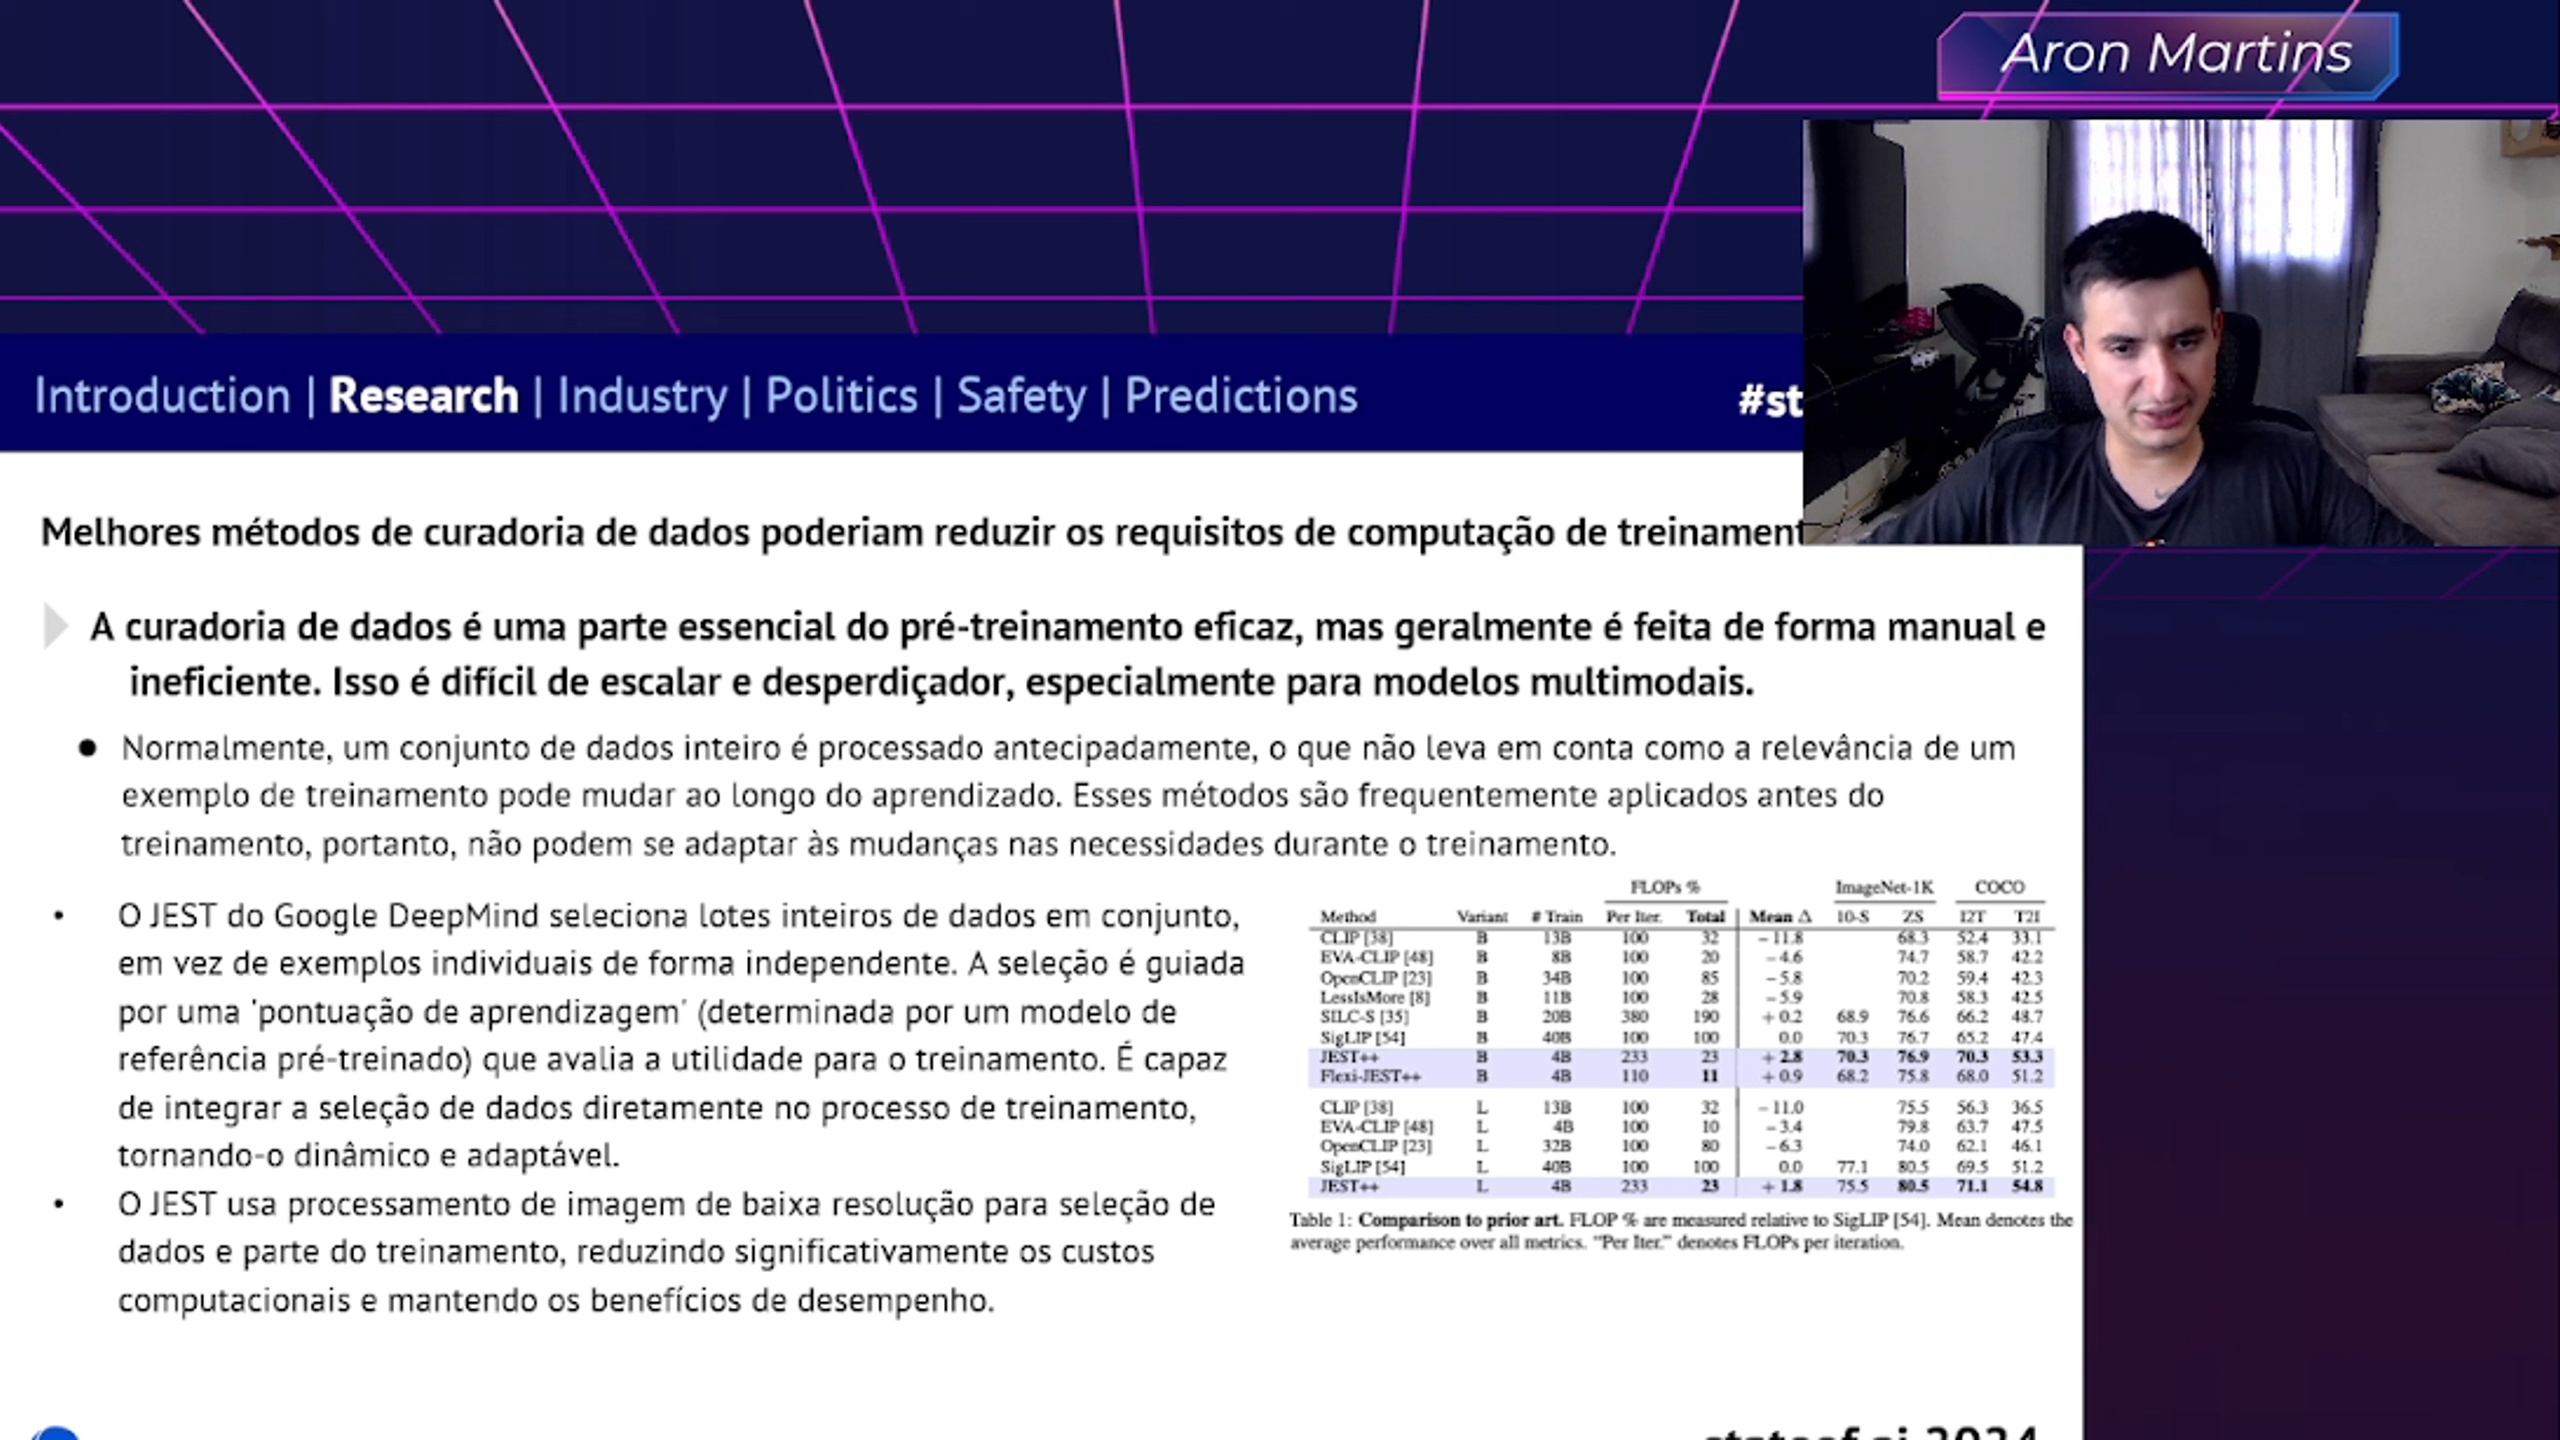 Aron Martins
Introduction | Research | Industry | Politics | Safety | Predictions
#st
Melhores métodos de curadoria de dados poderiam reduzir os requisitos de computação de treinament
A curadoria de dados é uma parte essencial do pré-treinamento eficaz, mas geralmente é feita de forma manual e
ineficiente. Isso é difícil de escalar e desperdiçador, especialmente para modelos multimodais.
● Normalmente, um conjunto de dados inteiro é processado antecipadamente, o que não leva em conta como a relevância de um
exemplo de treinamento pode mudar ao longo do aprendizado. Esses métodos são frequentemente aplicados antes do
treinamento, portanto, não podem se adaptar às mudanças nas necessidades durante o treinamento.
• O JEST do Google DeepMind seleciona lotes inteiros de dados em conjunto,
em vez de exemplos individuais de forma independente. A seleção é guiada
por uma 'pontuação de aprendizagem' (determinada por um modelo de
referência pré-treinado) que avalia a utilidade para o treinamento. É capaz
de integrar a seleção de dados diretamente no processo de treinamento,
tornando-o dinâmico e adaptável.
• O JEST usa processamento de imagem de baixa resolução para seleção de
dados e parte do treinamento, reduzindo significativamente os custos
computacionais e mantendo os benefícios de desempenho.
FLOPs % ImageNet-1K COCO
Method Variant # Train Per Iter. Total Mean Δ 10-S ZS I2T T2I
CLIP [38] B 13B 100 32 −11.8 68.3 52.4 33.1
EVA-CLIP [48] B 8B 100 20 −4.6 74.7 58.7 42.2
OpenCLIP [23] B 34B 100 85 −5.8 70.2 59.4 42.3
LessIsMore [8] B 11B 100 28 −5.9 70.8 58.3 42.5
SILC-S [35] B 20B 380 190 +0.2 68.9 76.6 66.2 48.7
SigLIP [54] B 40B 100 100 0.0 70.3 76.7 65.2 47.4
JEST++ B 4B 233 23 +2.8 70.3 76.9 70.3 53.3
Flexi-JEST++ B 4B 110 11 +0.9 68.2 75.8 68.0 51.2
CLIP [38] L 13B 100 32 −11.0 75.5 56.3 36.5
EVA-CLIP [48] L 4B 100 10 −3.4 79.8 63.7 47.5
OpenCLIP [23] L 32B 100 80 −6.3 74.0 62.1 46.1
SigLIP [54] L 40B 100 100 0.0 77.1 80.5 69.5 51.2
JEST++ L 4B 233 23 +1.8 75.5 80.5 71.1 54.8
Table 1: Comparison to prior art. FLOP % are measured relative to SigLIP [54]. Mean denotes the
average performance over all metrics. “Per Iter.” denotes FLOPs per iteration.
stateof.ai 2024